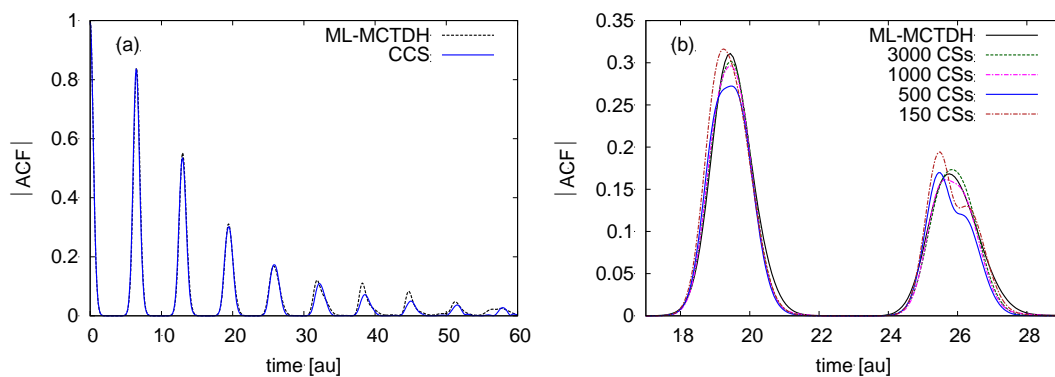 (a)
ML-MCTDH
CCS
1
0.8
0.6
0.4
0.2
0
|ACF|
0 10 20 30 40 50 60
time [au]
(b)
ML-MCTDH
3000 CSs
1000 CSs
500 CSs
150 CSs
0.35
0.3
0.25
0.2
0.15
0.1
0.05
0
|ACF|
18 20 22 24 26 28
time [au]